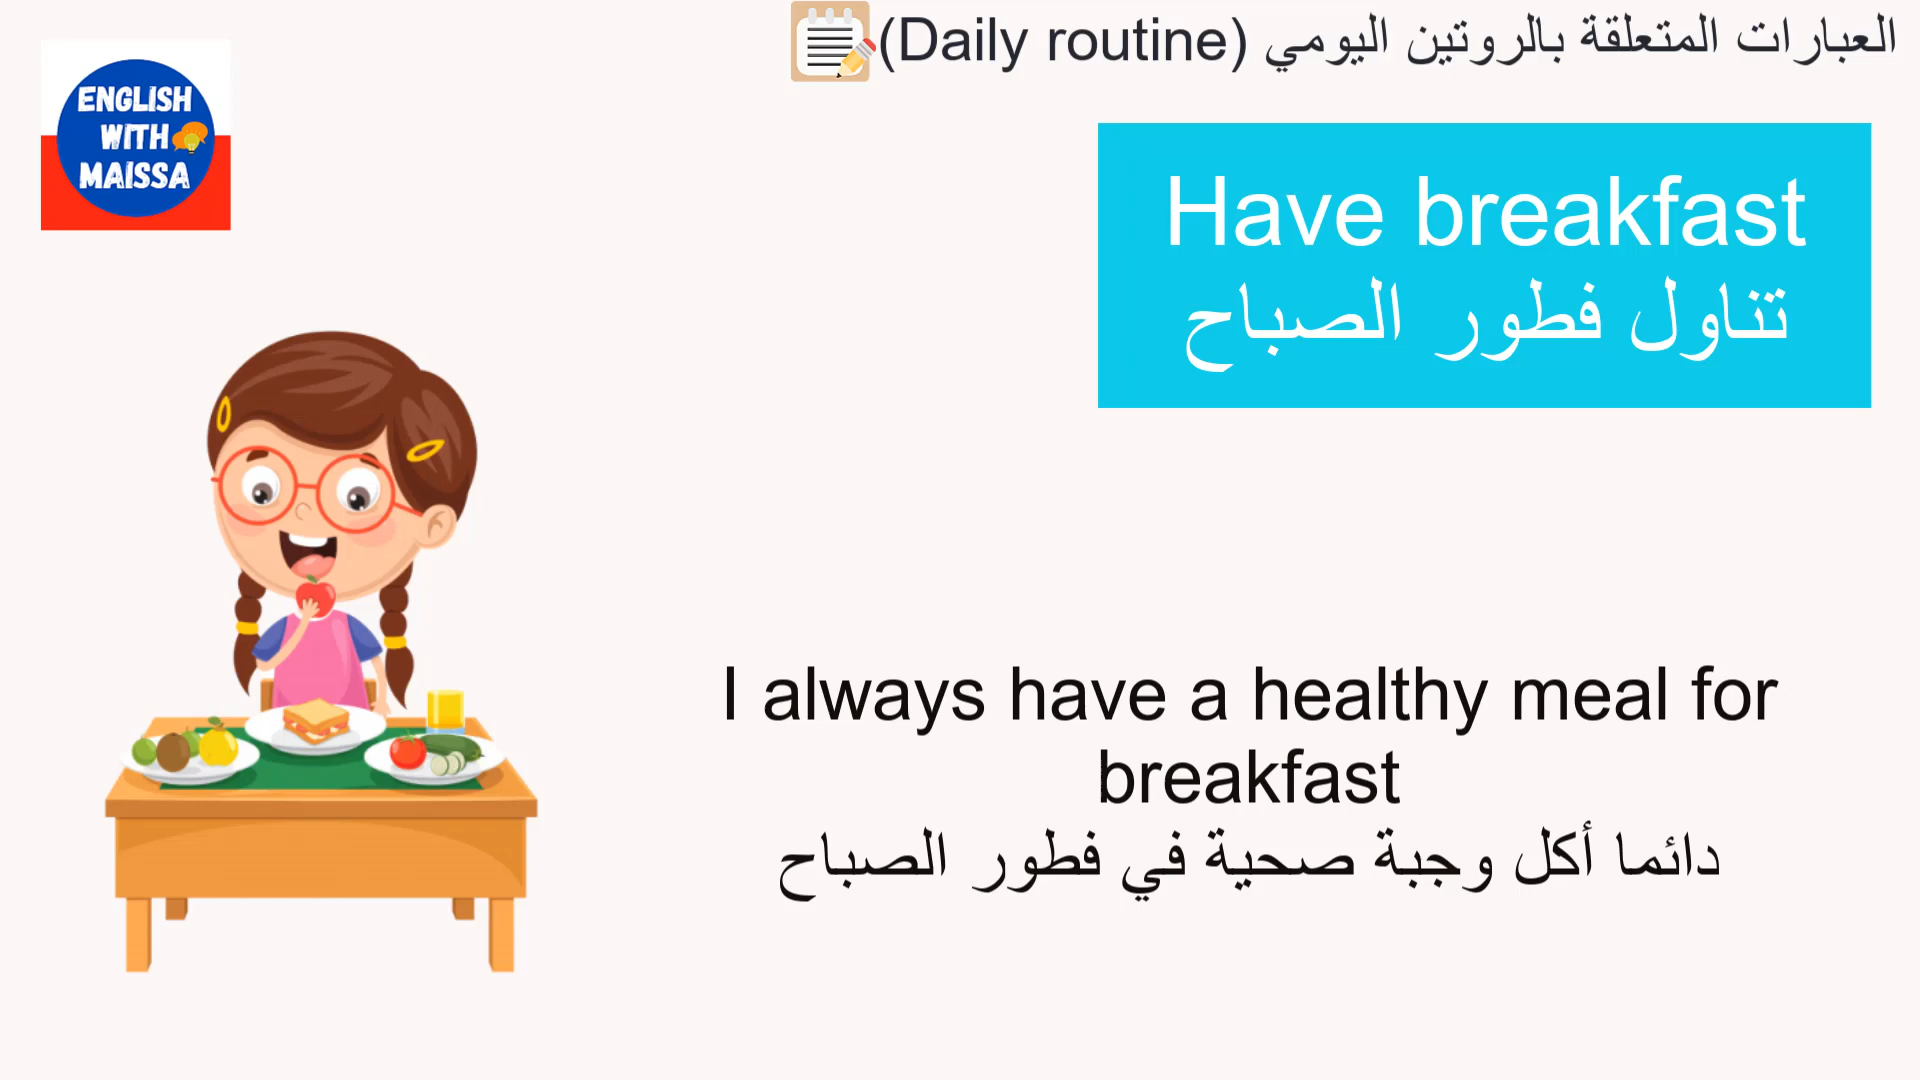 العبارات المتعلقة بالروتين اليومي (Daily routine)
ENGLISH
WITH
MAISSA
Have breakfast
تناول فطور الصباح
I always have a healthy meal for
breakfast
دائما أكل وجبة صحية في فطور الصباح